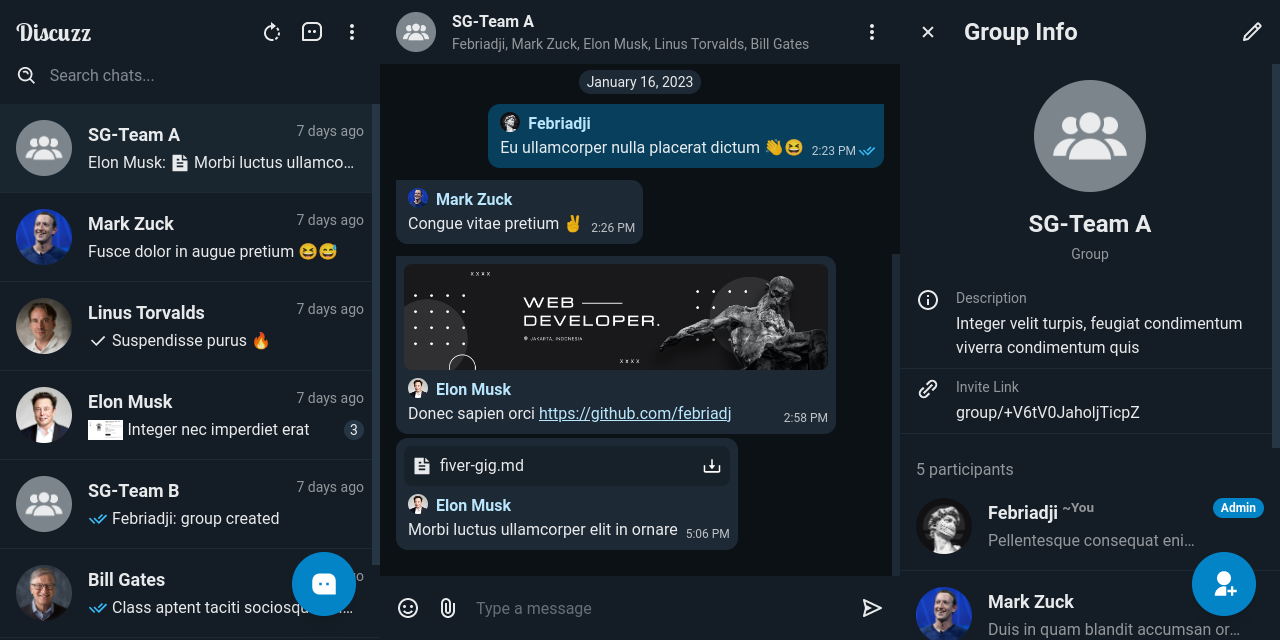 Discuzz
Search chats...
SG-Team A
7 days ago
Elon Musk: Morbi luctus ullamco...
Mark Zuck
7 days ago
Fusce dolor in augue pretium 😆😅
Linus Torvalds
7 days ago
Suspendisse purus 🔥
Elon Musk
7 days ago
Integer nec imperdiet erat
3
SG-Team B
7 days ago
Febriadji: group created
Bill Gates
Class aptent taciti sociosqu
SG-Team A
Febriadji, Mark Zuck, Elon Musk, Linus Torvalds, Bill Gates
January 16, 2023
Febriadji
Eu ullamcorper nulla placerat dictum 👋😆 2:23 PM
Mark Zuck
Congue vitae pretium ✌️ 2:26 PM
xxxx
WEB
DEVELOPER.
JAKARTA, INDONESIA
xxxx
Elon Musk
Donec sapien orci https://github.com/febriadj 2:58 PM
fiver-gig.md
Elon Musk
Morbi luctus ullamcorper elit in ornare 5:06 PM
Type a message
Group Info
SG-Team A
Group
Description
Integer velit turpis, feugiat condimentum
viverra condimentum quis
Invite Link
group/+V6tV0JahoIjTicpZ
5 participants
Febriadji ~You
Admin
Pellentesque consequat eni...
Mark Zuck
Duis in quam blandit accumsan or...